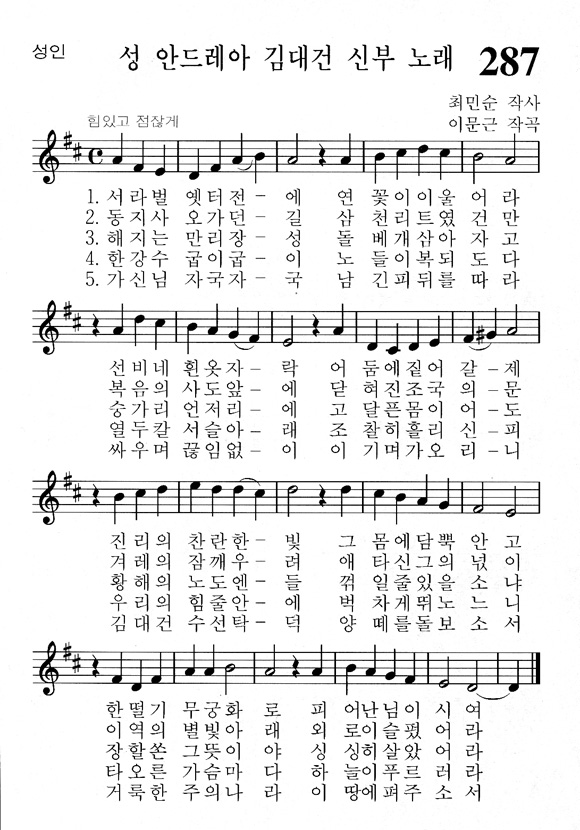 성인
성 안드레아 김대건 신부 노래 287
최민순 작사
힘있고 점잖게
이문근 작곡
1. 서라벌 옛터전– 에 연 꽃이이울 어라
2. 동지사 오가던– 길 삼 천리트였 건만
3. 해지는 만리장– 성 돌 베개삼아 자고
4. 한강수 굽이굽– 이 노 들이복되 도다
5. 가신님 자국자– 국 남 긴피뒤를 따라
선비네 흰옷자– 락 어 둠에짙어 갈–제
복음의 사도앞– 에 닫 혀진조국 의–문
숭가리 언저리– 에 고 달픈몸이 어–도
열두칼 서슬아– 래 조 찰히흘리 신–피
싸우며 끊임없– 이 이 기며가오 리–니
진리의 찬란한– 빛 그 몸에담뿍 안고
겨레의 잠깨우– 려 애 타신그의 넋이
황해의 노도엔– 들 꺾 일줄있을 소냐
우리의 힘줄안– 에 벅 차게뛰노 느니
김대건 수선탁– 덕 양 떼를돌보 소서
한떨기 무궁화 로 피 어난님이 시여
이역의 별빛아 래 외 로이슬펐 어라
장할쏜 그뜻이 야 싱 싱히살았 어라
타오른 가슴마 다 하 늘이푸르 러라
거룩한 주의나 라 이 땅에펴주 소서